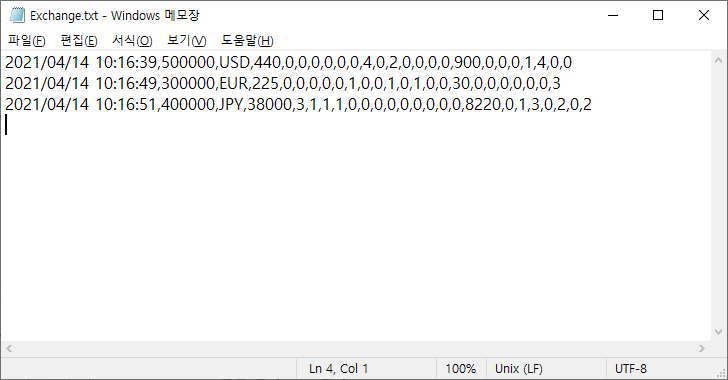 Exchange.txt - Windows 메모장
파일(F) 편집(E) 서식(O) 보기(V) 도움말(H)
2021/04/14 10:16:39,500000,USD,440,0,0,0,0,0,0,4,0,2,0,0,0,0,900,0,0,0,1,4,0,0
2021/04/14 10:16:49,300000,EUR,225,0,0,0,0,0,1,0,0,1,0,1,0,0,30,0,0,0,0,0,0,3
2021/04/14 10:16:51,400000,JPY,38000,3,1,1,1,0,0,0,0,0,0,0,0,0,8220,0,1,3,0,2,0,2
Ln 4, Col 1 100% Unix (LF) UTF-8